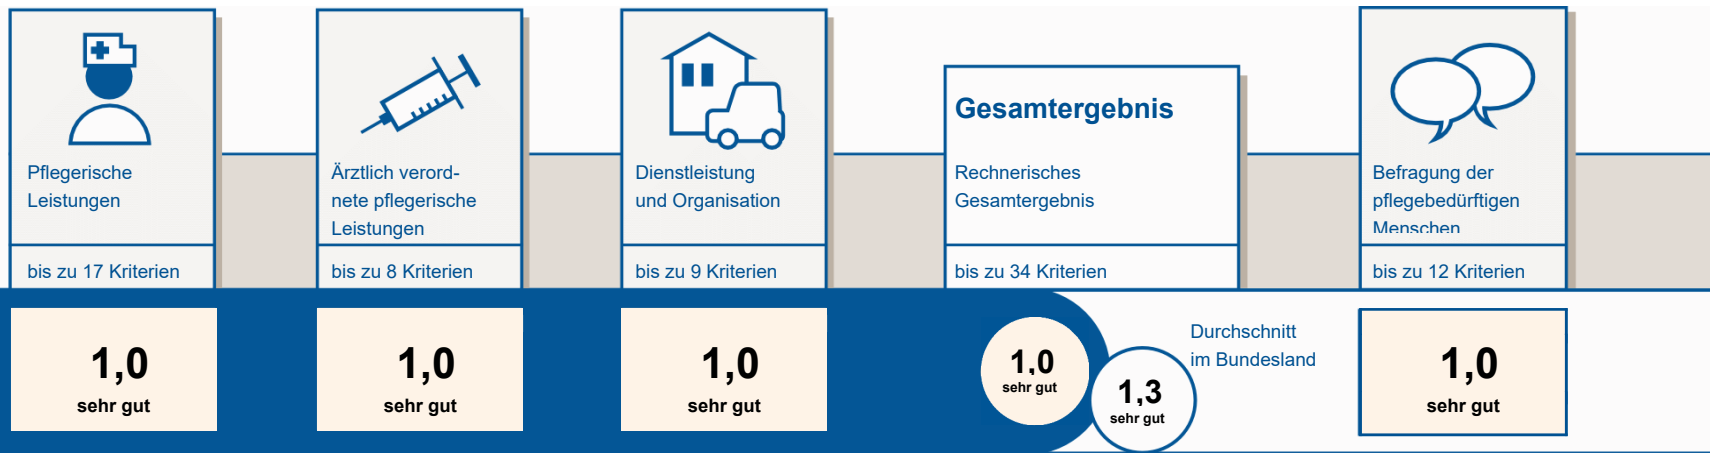 Pflegerische
Leistungen
bis zu 17 Kriterien
1,0
sehr gut
Ärztlich verord-
nete pflegerische
Leistungen
bis zu 8 Kriterien
1,0
sehr gut
Dienstleistung
und Organisation
bis zu 9 Kriterien
1,0
sehr gut
Gesamtergebnis
Rechnerisches
Gesamtergebnis
bis zu 34 Kriterien
1,0
sehr gut
1,3
sehr gut
Durchschnitt
im Bundesland
Befragung der
pflegebedürftigen
Menschen
bis zu 12 Kriterien
1,0
sehr gut